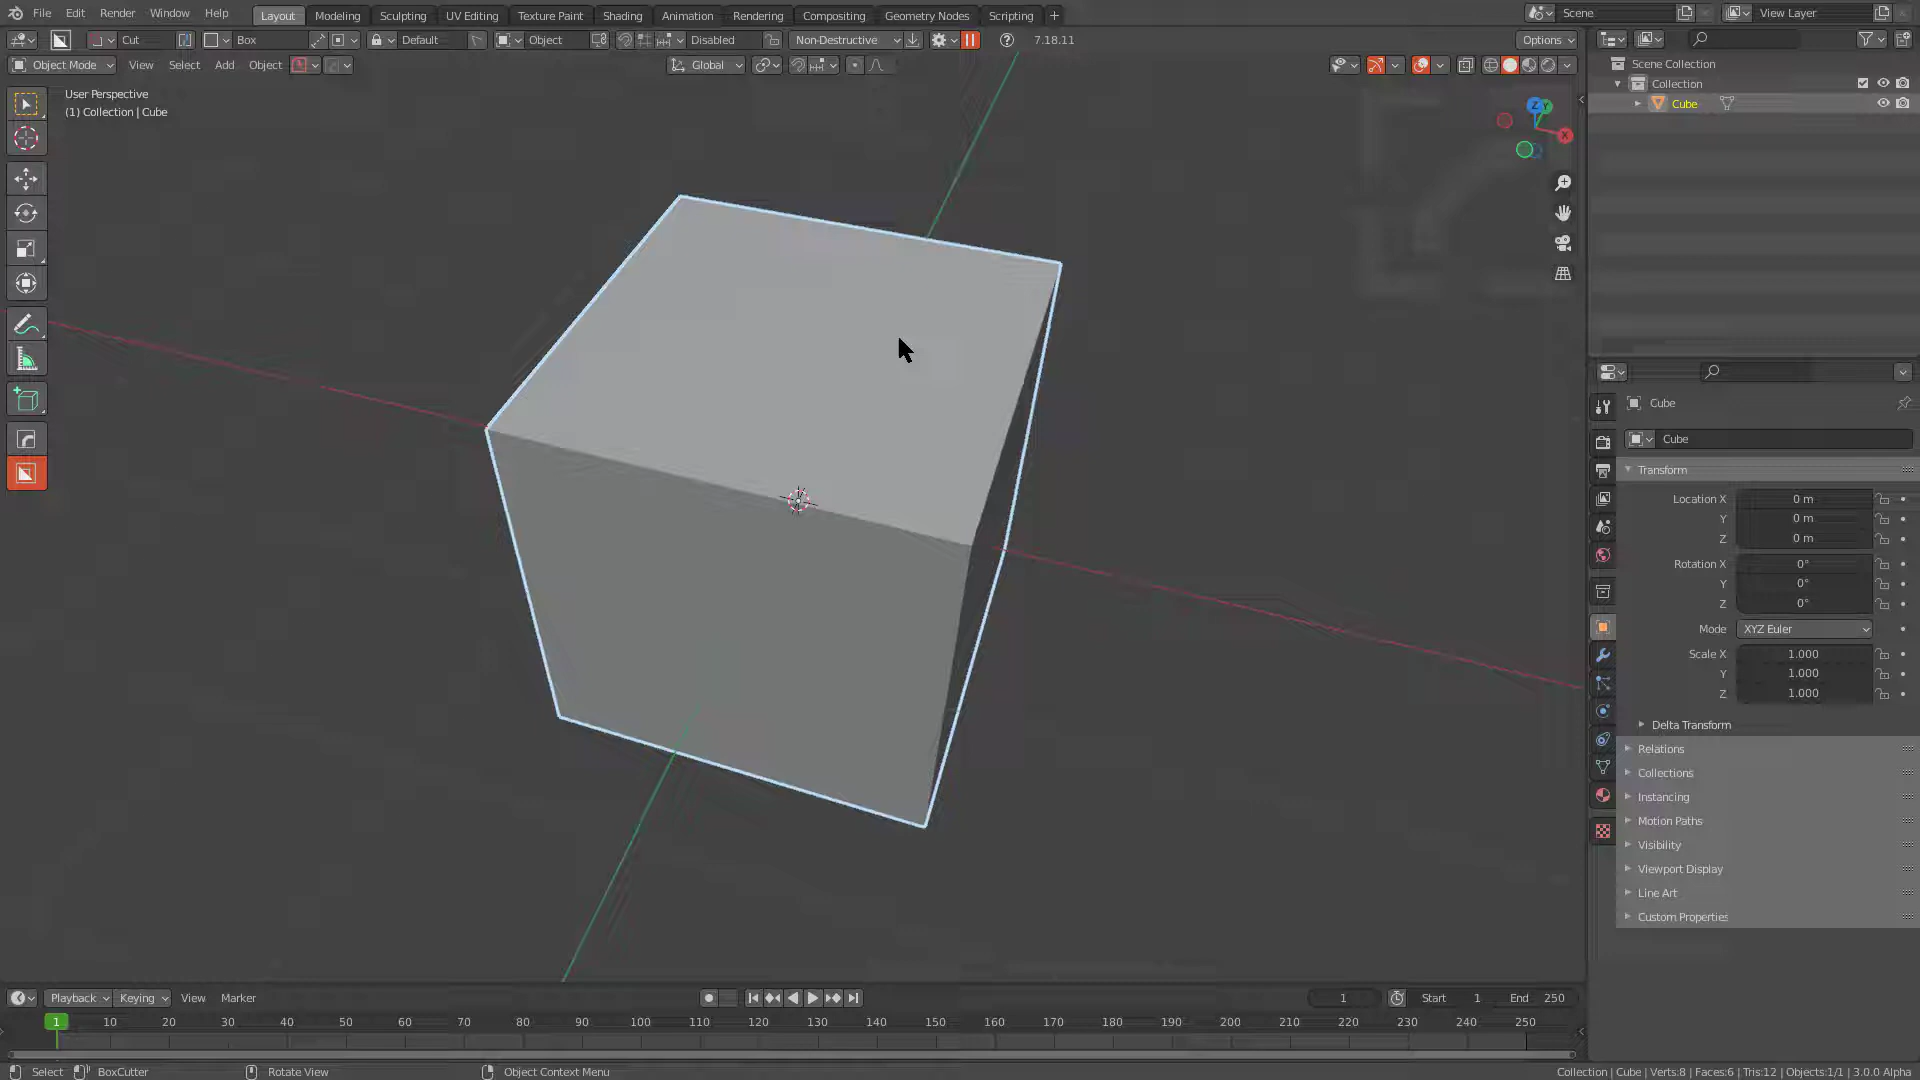 File Edit Render Window Help Layout Modeling Sculpting UV Editing Texture Paint Shading Animation Rendering Compositing Geometry Nodes Scripting + Scene View Layer
Cut Box Default Object Disabled Non-Destructive 7.18.11 Options
Object Mode View Select Add Object Global
User Perspective
(1) Collection | Cube
Z Y
X
Scene Collection
Collection
Cube
Cube
Cube
Transform
Location X 0 m
Y 0 m
Z 0 m
Rotation X 0°
Y 0°
Z 0°
Mode XYZ Euler
Scale X 1.000
Y 1.000
Z 1.000
Delta Transform
Relations
Collections
Instancing
Motion Paths
Visibility
Viewport Display
Line Art
Custom Properties
Playback Keying View Marker 1 Start 1 End 250
1 10 20 30 40 50 60 70 80 90 100 110 120 130 140 150 160 170 180 190 200 210 220 230 240 250
Select BoxCutter Rotate View Object Context Menu Collection | Cube | Verts:8 | Faces:6 | Tris:12 | Objects:1/1 | 3.0.0 Alpha